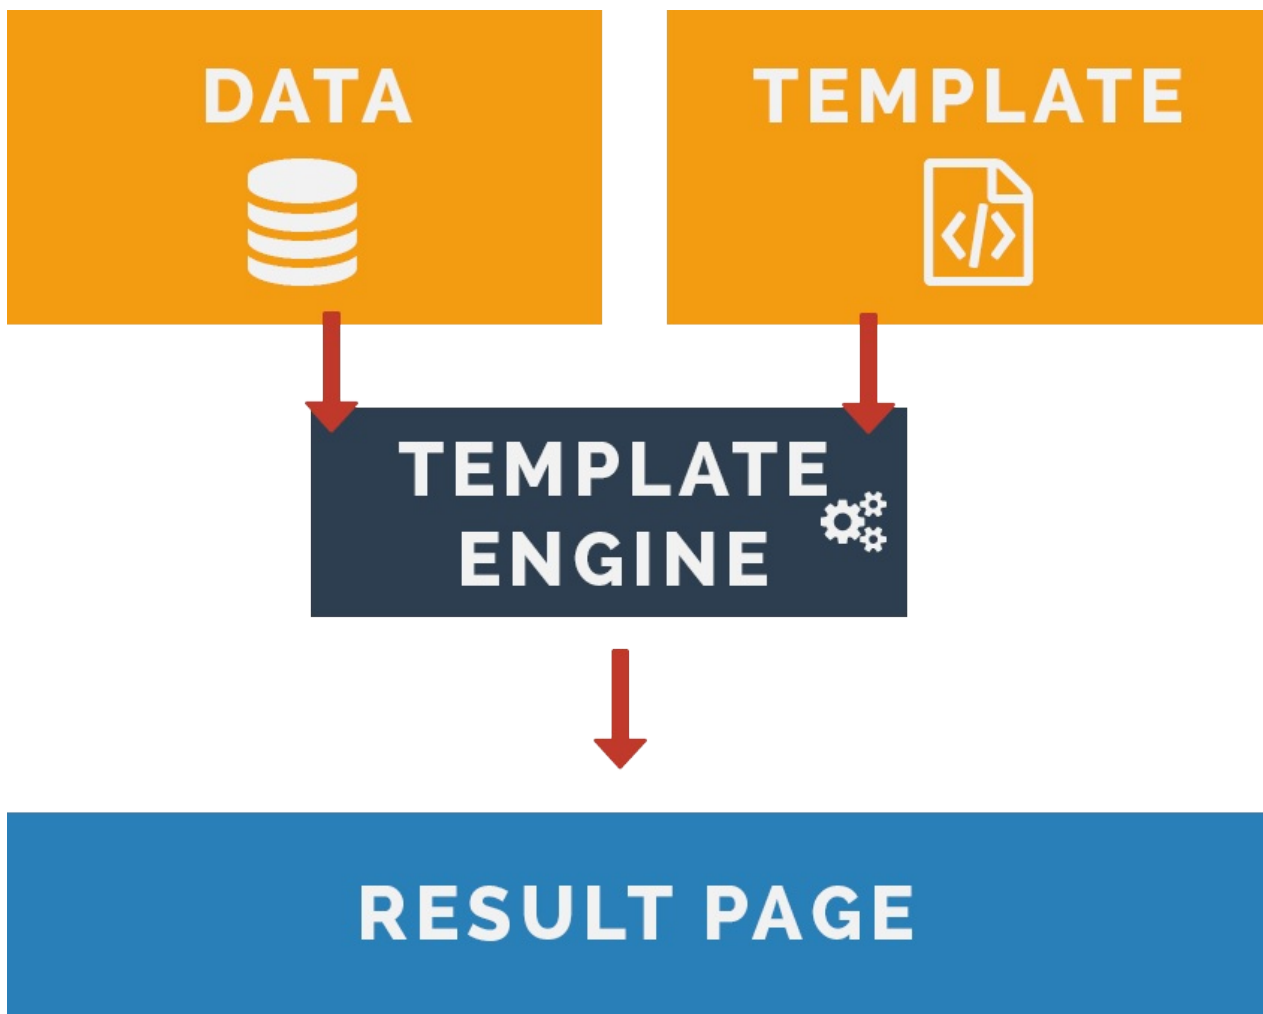 DATA
TEMPLATE
</>
TEMPLATE
ENGINE
RESULT PAGE